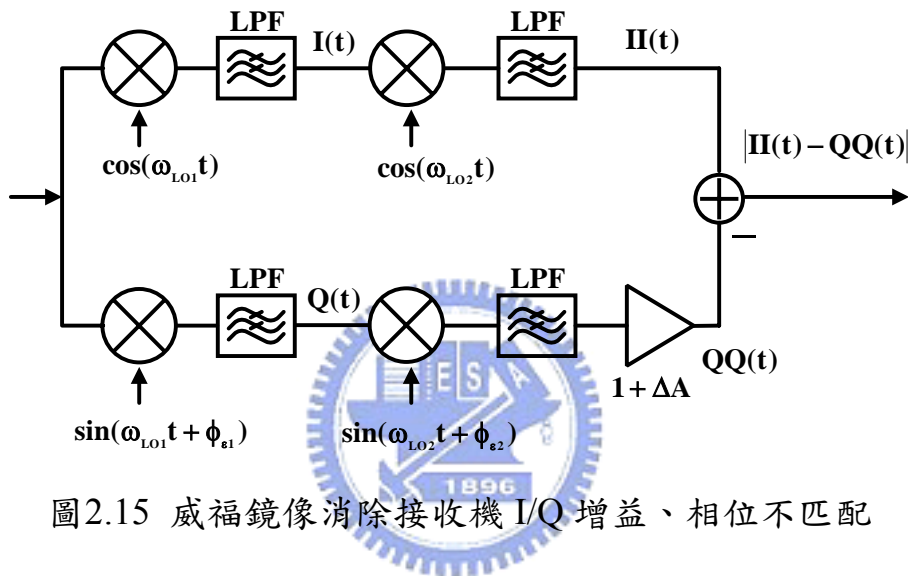 LPF
I(t)
LPF
II(t)
cos(ω_LO1 t)
cos(ω_LO2 t)
|II(t) − QQ(t)|
−
LPF
Q(t)
LPF
QQ(t)
1 + ΔA
sin(ω_LO1 t + φ_ε1)
sin(ω_LO2 t + φ_ε2)
E S A
1896
圖2.15 威福鏡像消除接收機 I/Q 增益、相位不匹配